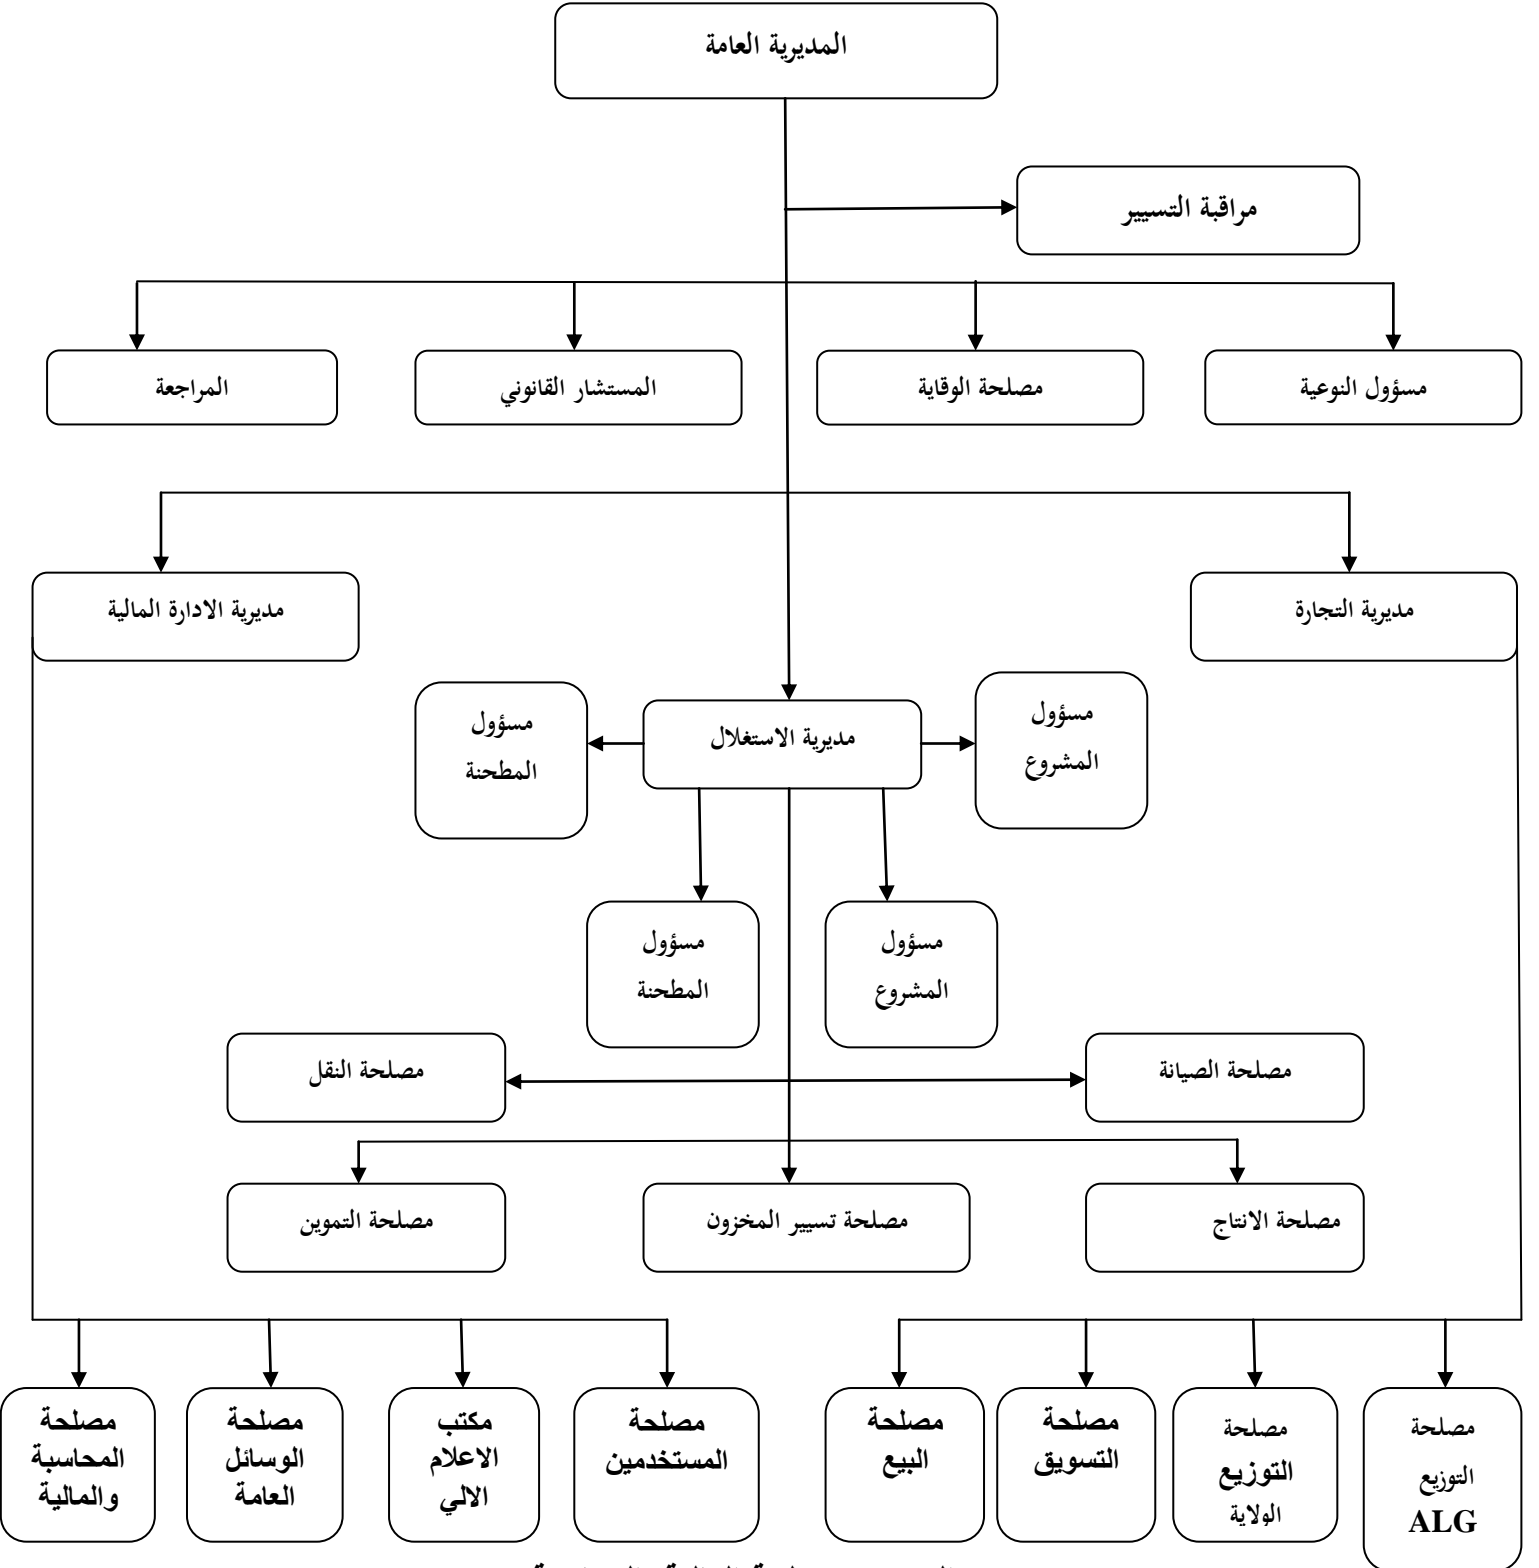 المديرية العامة
مراقبة التسيير
مسؤول النوعية
مصلحة الوقاية
المستشار القانوني
المراجعة
مديرية التجارة
مديرية الادارة المالية
مسؤول
المشروع
مديرية الاستغلال
مسؤول
المطحنة
مسؤول
المشروع
مسؤول
المطحنة
مصلحة الصيانة
مصلحة النقل
مصلحة الانتاج
مصلحة تسيير المخزون
مصلحة التموين
مصلحة
التوزيع
ALG
مصلحة
التوزيع
الولاية
مصلحة
التسويق
مصلحة
البيع
مصلحة
المستخدمين
مكتب
الاعلام
الالي
مصلحة
الوسائل
العامة
مصلحة
المحاسبة
والمالية